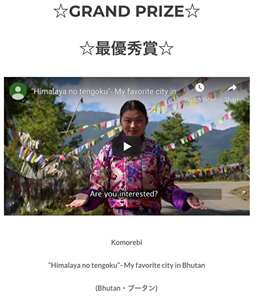 ☆GRAND PRIZE☆
☆最優秀賞☆
"Himalaya no tengoku"- My favorite city in...
Share
Are you interested?
Komorebi
"Himalaya no tengoku"- My favorite city in Bhutan
(Bhutan・ブータン)